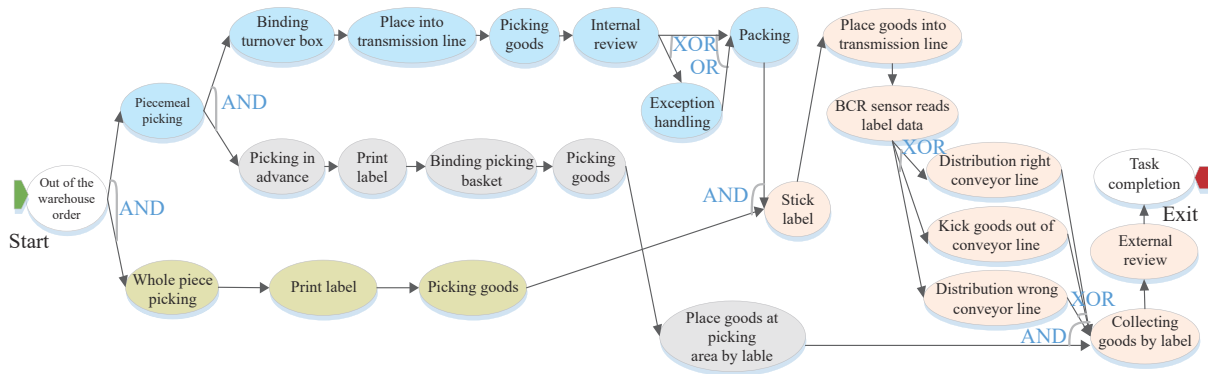 Binding
turnover box
Place into
transmission line
Picking
goods
Internal
review
XOR
OR
Packing
Exception
handling
Place goods into
transmission line
BCR sensor reads
label data
XOR
Distribution right
conveyor line
Kick goods out of
conveyor line
Distribution wrong
conveyor line
Piecemeal
picking
AND
Picking in
advance
Print
label
Binding picking
basket
Picking
goods
Out of the
warehouse
order
Start
AND
Whole piece
picking
Print label
Picking goods
AND
Stick
label
Place goods at
picking
area by lable
AND
XOR
Collecting
goods by label
External
review
Task
completion
Exit